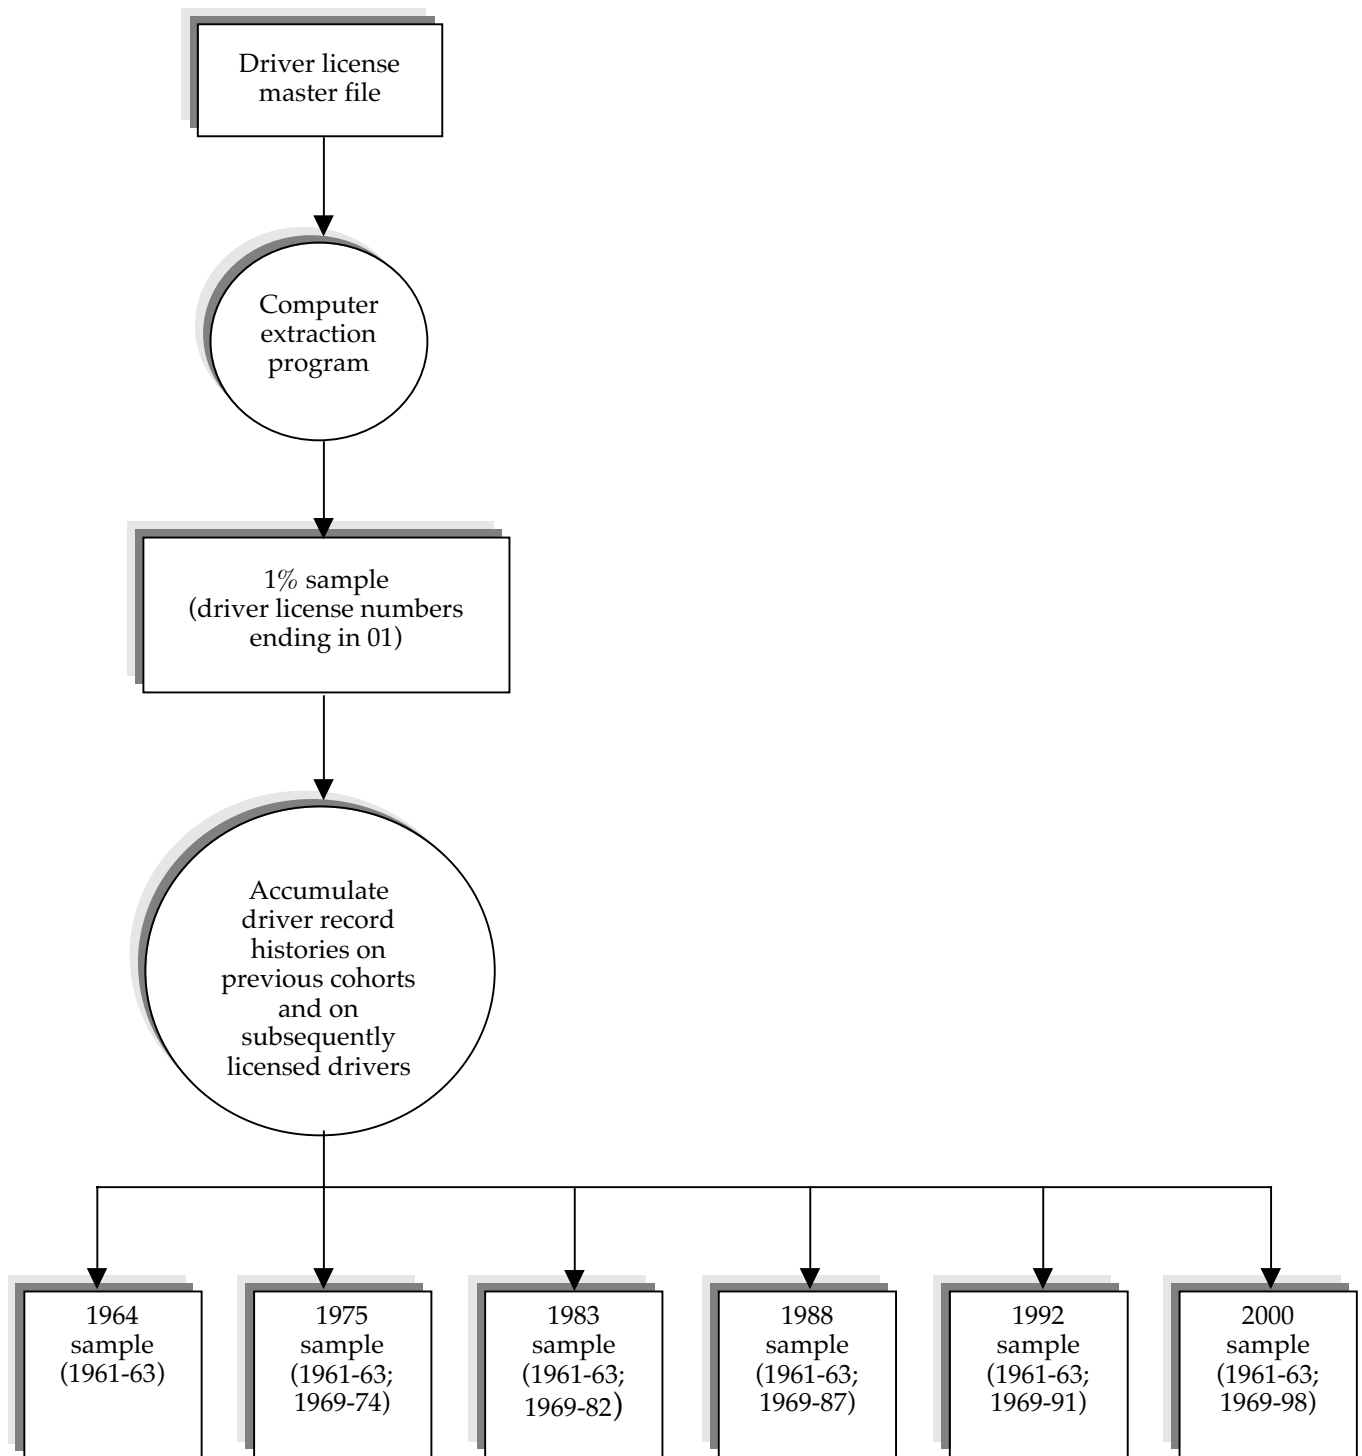 Driver license
master file
Computer
extraction
program
1% sample
(driver license numbers
ending in 01)
Accumulate
driver record
histories on
previous cohorts
and on
subsequently
licensed drivers
1964
sample
(1961-63)
1975
sample
(1961-63;
1969-74)
1983
sample
(1961-63;
1969-82)
1988
sample
(1961-63;
1969-87)
1992
sample
(1961-63;
1969-91)
2000
sample
(1961-63;
1969-98)